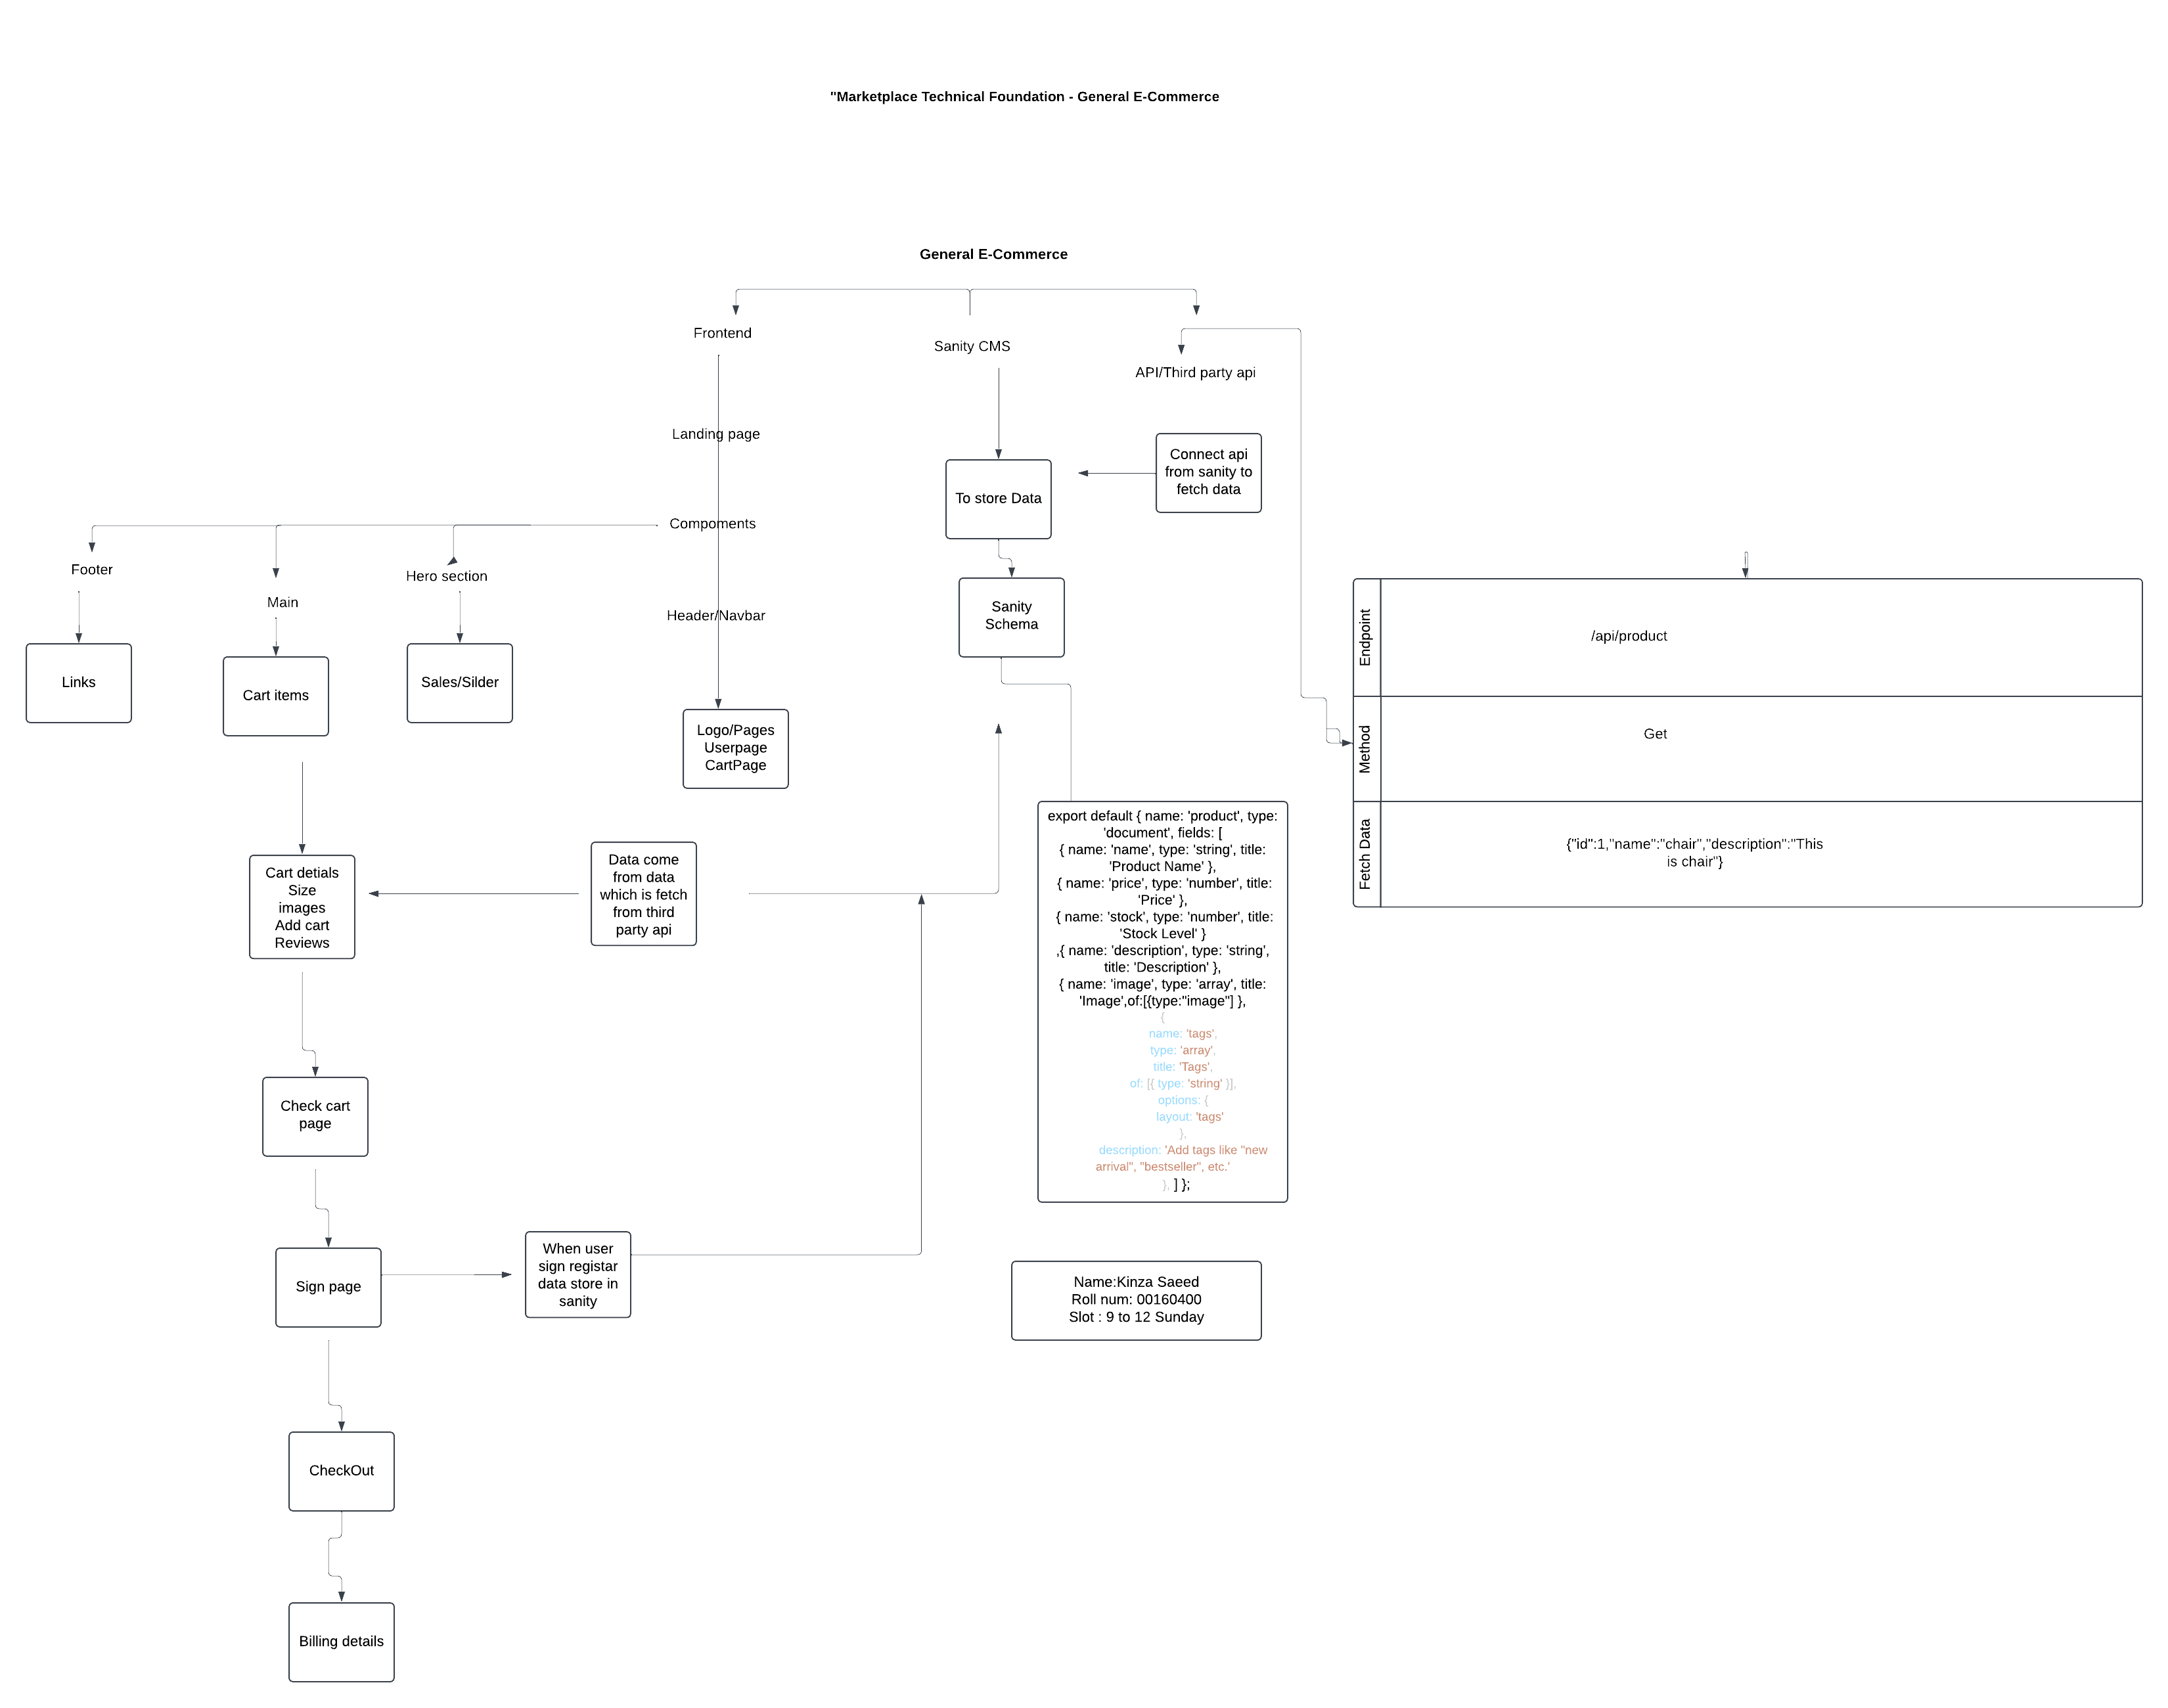 "Marketplace Technical Foundation - General E-Commerce
General E-Commerce
Frontend
Sanity CMS
API/Third party api
Landing page
Connect api
from sanity to
fetch data
To store Data
Compoments
Footer
Main
Hero section
Header/Navbar
Sanity
Schema
Links
Cart items
Sales/Silder
Logo/Pages
Userpage
CartPage
Endpoint
/api/product
Method
Get
Fetch Data
{"id":1,"name":"chair","description":"This
is chair"}
Cart detials
Size
images
Add cart
Reviews
Data come
from data
which is fetch
from third
party api
export default { name: 'product', type:
'document', fields: [
{ name: 'name', type: 'string', title:
'Product Name' },
{ name: 'price', type: 'number', title:
'Price' },
{ name: 'stock', type: 'number', title:
'Stock Level' }
,{ name: 'description', type: 'string',
title: 'Description' },
{ name: 'image', type: 'array', title:
'Image',of:[{type:"image"] },
{
name: 'tags',
type: 'array',
title: 'Tags',
of: [{ type: 'string' }],
options: {
layout: 'tags'
},
description: 'Add tags like "new
arrival", "bestseller", etc.'
}, ] };
Check cart
page
Sign page
When user
sign registar
data store in
sanity
Name:Kinza Saeed
Roll num: 00160400
Slot : 9 to 12 Sunday
CheckOut
Billing details